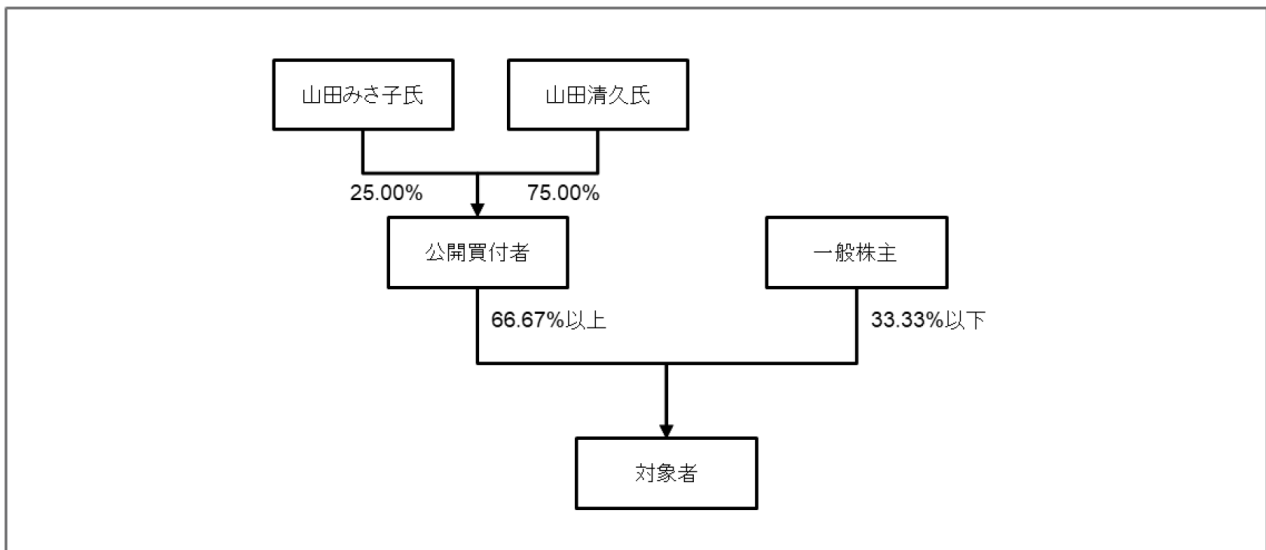 山田みさ子氏
山田清久氏
25.00%
75.00%
公開買付者
一般株主
66.67%以上
33.33%以下
対象者